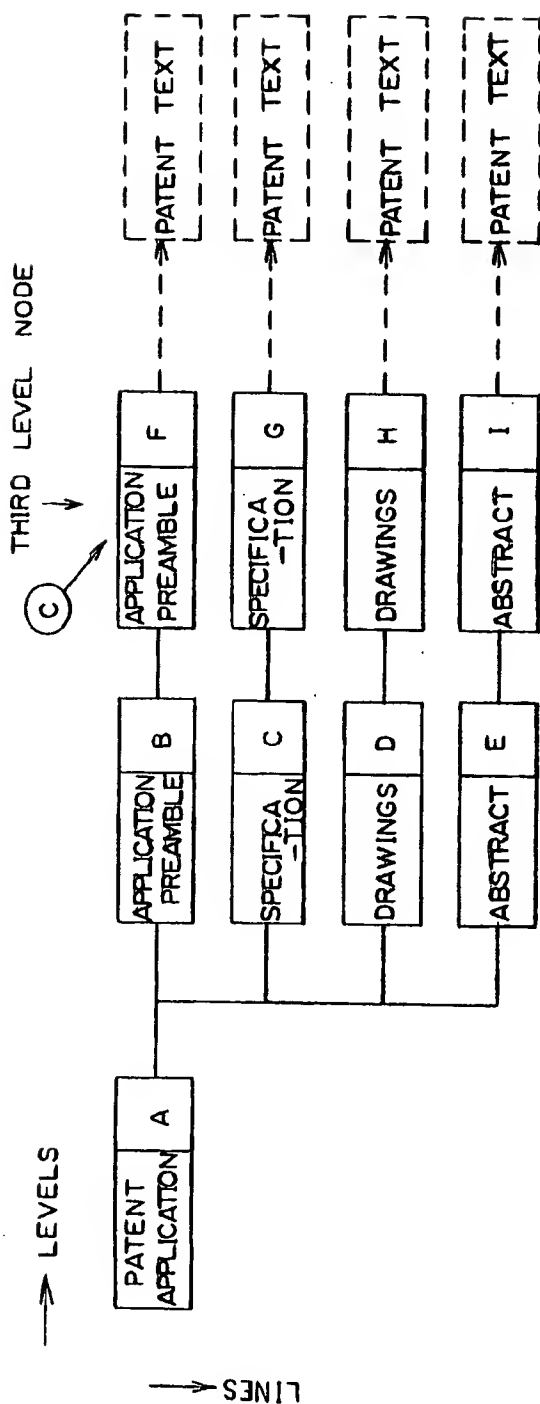 LEVELS
LINES
THIRD LEVEL NODE
C
PATENT
APPLICATION
A
APPLICATION
PREAMBLE
B
APPLICATION
PREAMBLE
F
PATENT TEXT
SPECIFICA
-TION
C
SPECIFICA
-TION
G
PATENT TEXT
DRAWINGS
D
DRAWINGS
H
PATENT TEXT
ABSTRACT
E
ABSTRACT
I
PATENT TEXT